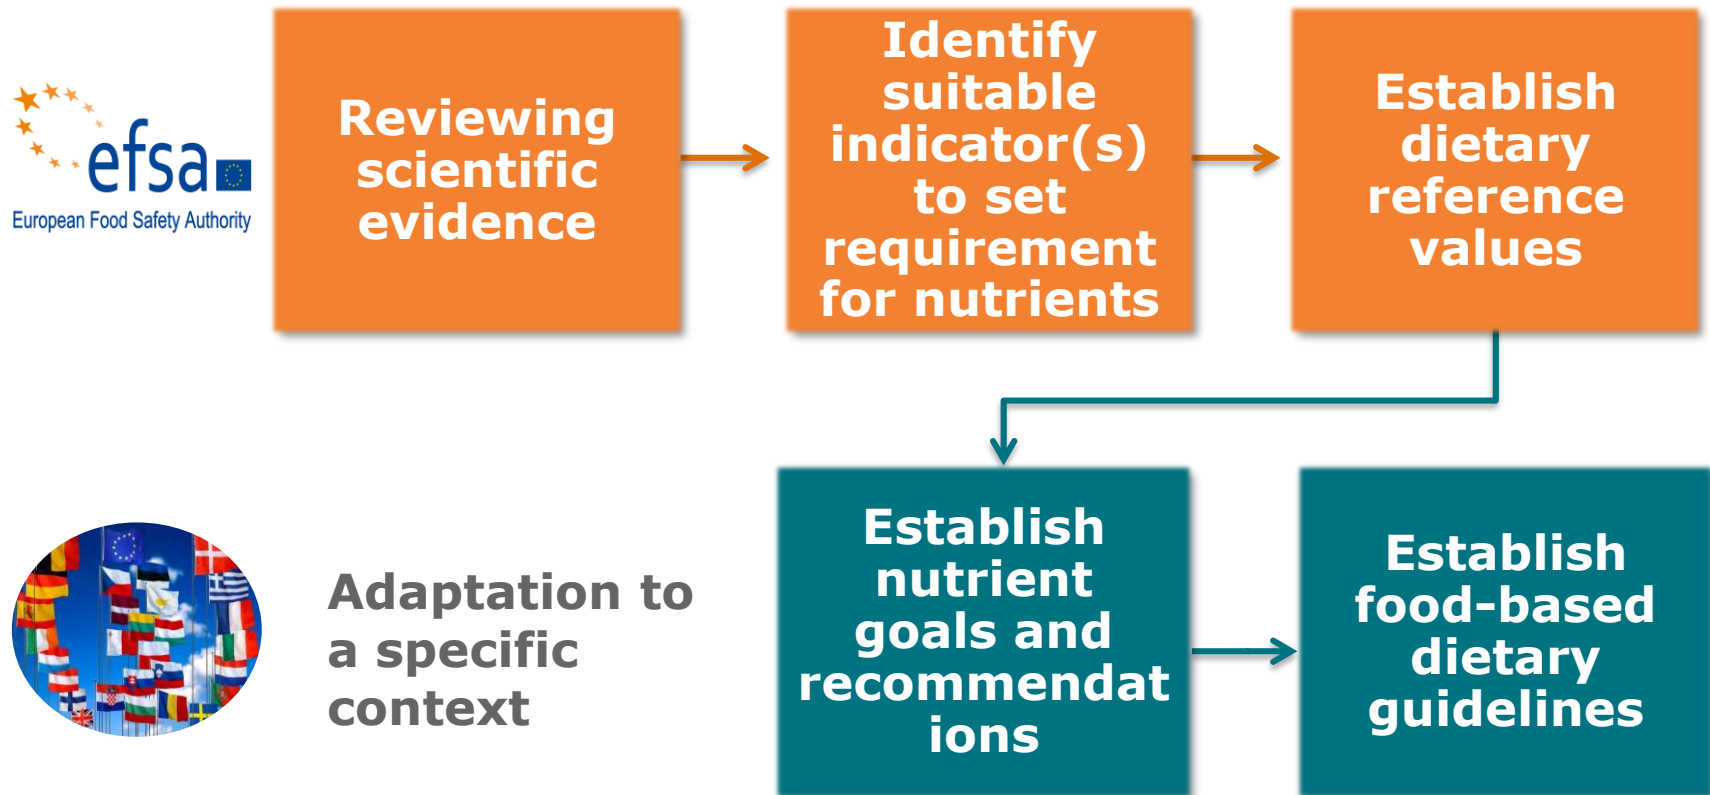 efsa
European Food Safety Authority
Reviewing
scientific
evidence
Identify
suitable
indicator(s)
to set
requirement
for nutrients
Establish
dietary
reference
values
Adaptation to
a specific
context
Establish
nutrient
goals and
recommendat
ions
Establish
food-based
dietary
guidelines